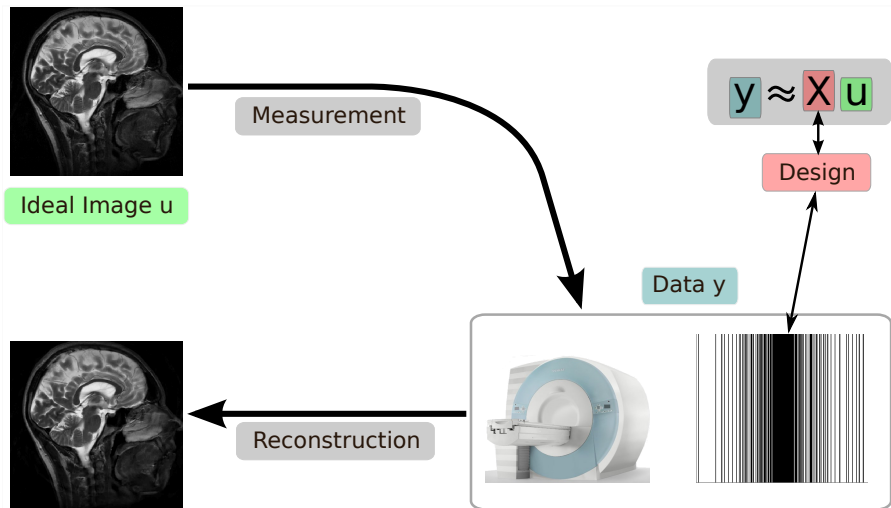 Measurement
y ≈ X u
Design
Ideal Image u
Data y
Reconstruction